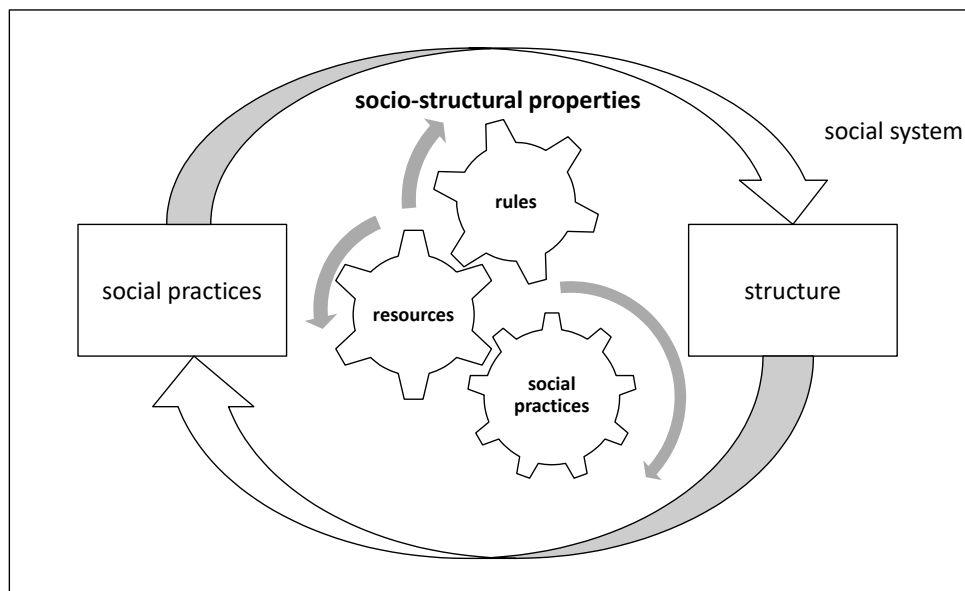 socio-structural properties
social system
rules
social practices
structure
resources
social
practices